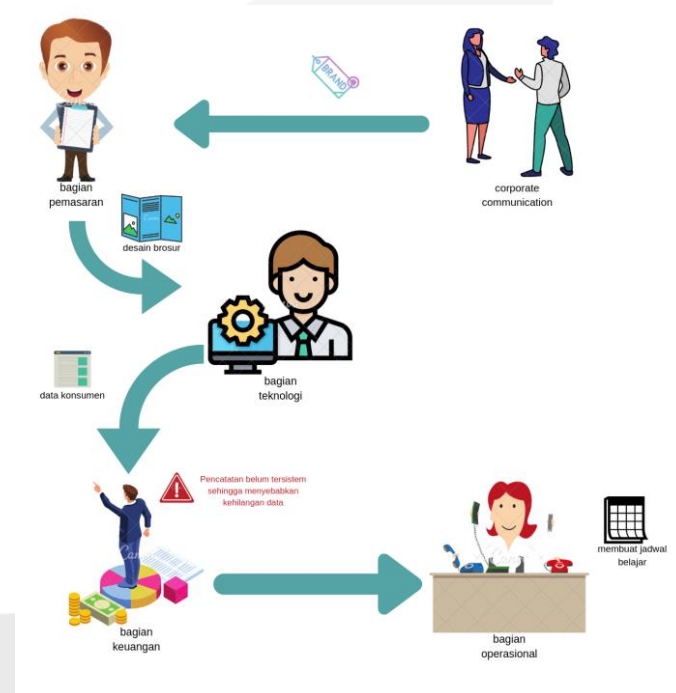 BRAND
corporate
communication
bagian
pemasaran
desain brosur
bagian
teknologi
data konsumen
Pencatatan belum tersistem
sehingga menyebabkan
kehilangan data
bagian
keuangan
membuat jadwal
belajar
bagian
operasional